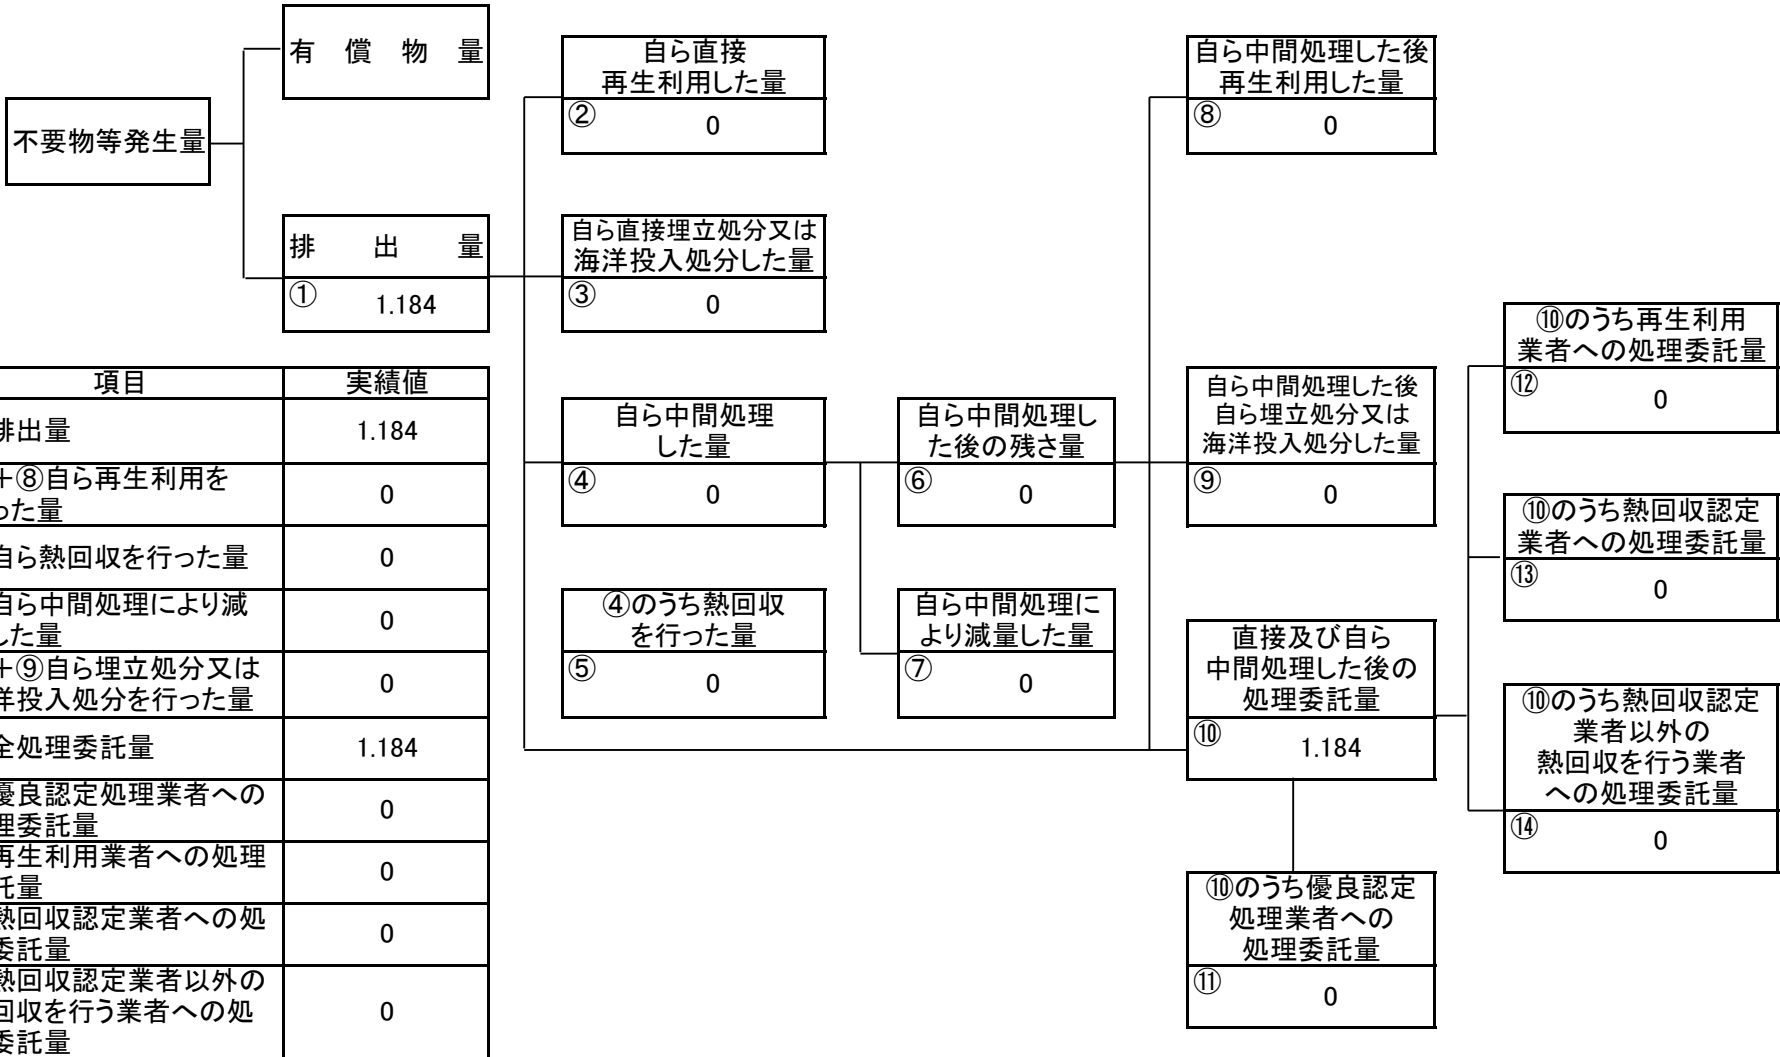 有　償　物　量
不要物等発生量
排　出　量
① 1.184
自ら直接
再生利用した量
② 0
自ら直接埋立処分又は
海洋投入処分した量
③ 0
自ら中間処理
した量
④ 0
④のうち熱回収
を行った量
⑤ 0
自ら中間処理し
た後の残さ量
⑥ 0
自ら中間処理に
より減量した量
⑦ 0
自ら中間処理した後
再生利用した量
⑧ 0
自ら中間処理した後
自ら埋立処分又は
海洋投入処分した量
⑨ 0
直接及び自ら
中間処理した後の
処理委託量
⑩ 1.184
⑩のうち優良認定
処理業者への
処理委託量
⑪ 0
⑩のうち再生利用
業者への処理委託量
⑫ 0
⑩のうち熱回収認定
業者への処理委託量
⑬ 0
⑩のうち熱回収認定
業者以外の
熱回収を行う業者
への処理委託量
⑭ 0
項目 実績値
排出量 1.184
+⑧自ら再生利用を
った量 0
自ら熱回収を行った量 0
自ら中間処理により減
した量 0
+⑨自ら埋立処分又は
洋投入処分を行った量 0
全処理委託量 1.184
優良認定処理業者への
理委託量 0
再生利用業者への処理
託量 0
熱回収認定業者への処
委託量 0
熱回収認定業者以外の
回収を行う業者への処
委託量 0